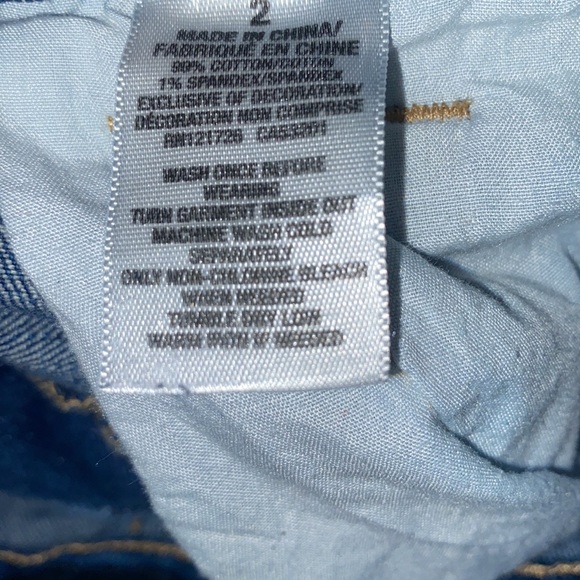 2
MADE IN CHINA/
FABRIQUÉ EN CHINE
99% COTTON/COTON
1% SPANDEX/SPANDEX
EXCLUSIVE OF DECORATION/
DÉCORATION NON COMPRISE
RN121726 CA53201
WASH ONCE BEFORE
WEARING
TURN GARMENT INSIDE OUT
MACHINE WASH COLD
SEPARATELY
ONLY NON-CHLORINE BLEACH
WHEN NEEDED
TUMBLE DRY LOW
WARM IRON IF NEEDED